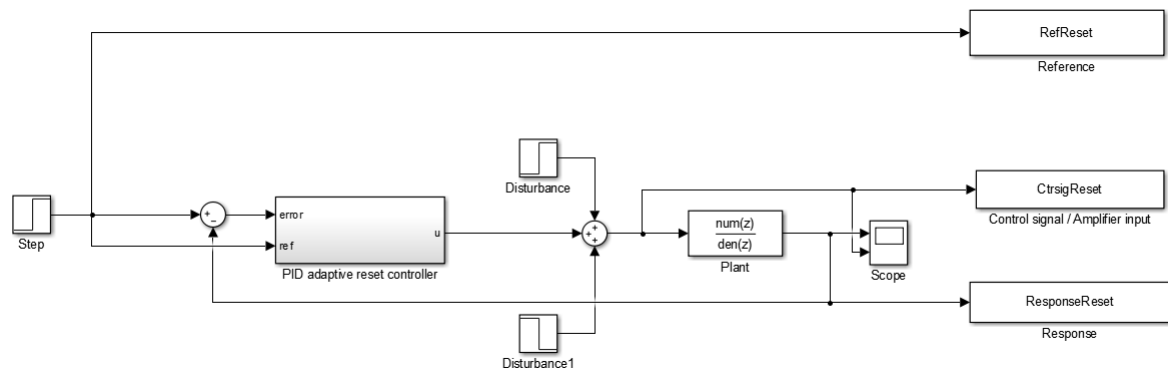 RefReset
Reference
Disturbance
CtrsigReset
Control signal / Amplifier input
Step
+
−
error
ref
u
PID adaptive reset controller
+
+
+
num(z)
den(z)
Plant
Scope
Disturbance1
ResponseReset
Response